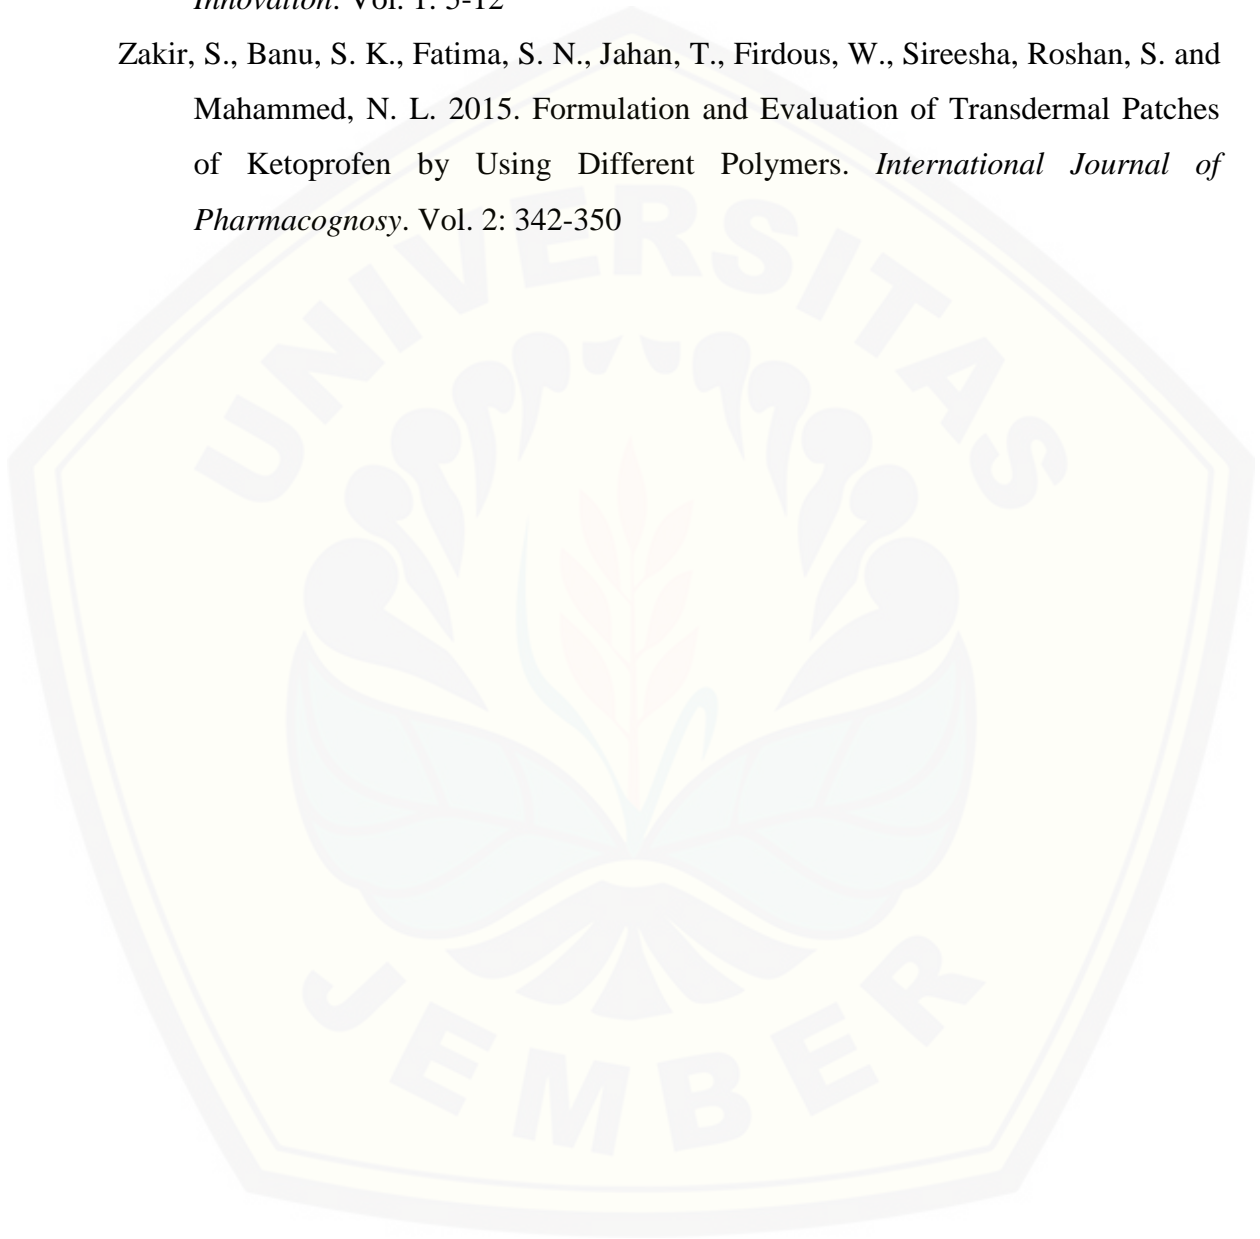 Innovation. Vol. 1: 5-12
Zakir, S., Banu, S. K., Fatima, S. N., Jahan, T., Firdous, W., Sireesha, Roshan, S. and
Mahammed, N. L. 2015. Formulation and Evaluation of Transdermal Patches
of Ketoprofen by Using Different Polymers. International Journal of
Pharmacognosy. Vol. 2: 342-350
UNIVERSITAS
JEMBER